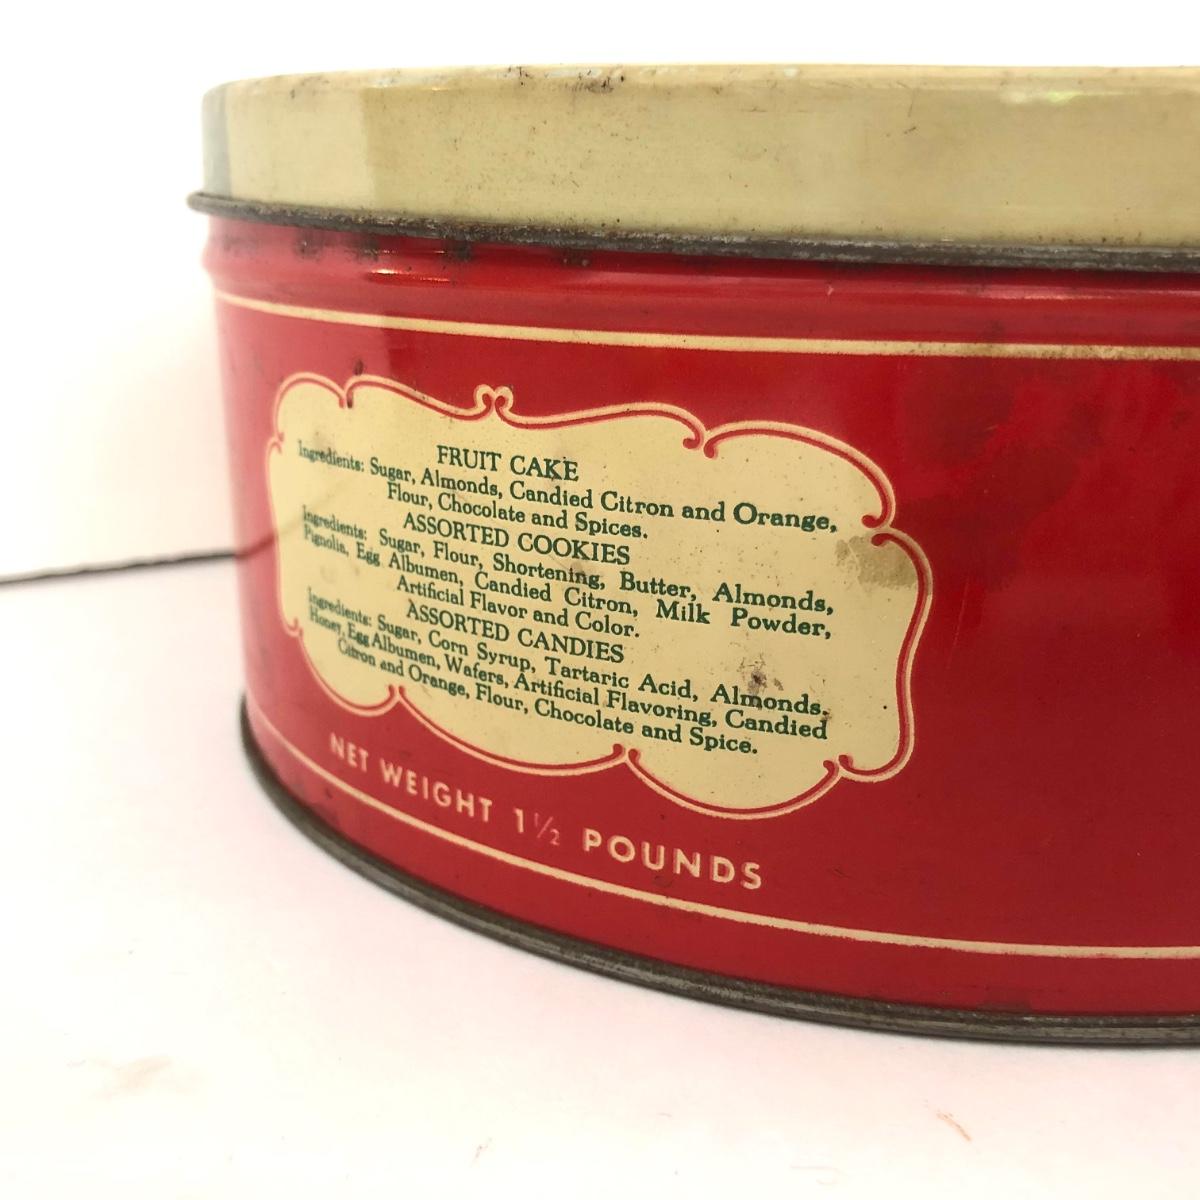 FRUIT CAKE
Ingredients: Sugar, Almonds, Candied Citron and Orange,
Flour, Chocolate and Spices.
ASSORTED COOKIES
Ingredients: Sugar, Flour, Shortening, Butter, Almonds,
Pignolia, Egg Albumen, Candied Citron, Milk Powder,
Artificial Flavor and Color.
ASSORTED CANDIES
Ingredients: Sugar, Corn Syrup, Tartaric Acid, Almonds.
Honey, Egg Albumen, Wafers, Artificial Flavoring, Candied
Citron and Orange, Flour, Chocolate and Spice.
NET WEIGHT 1½ POUNDS